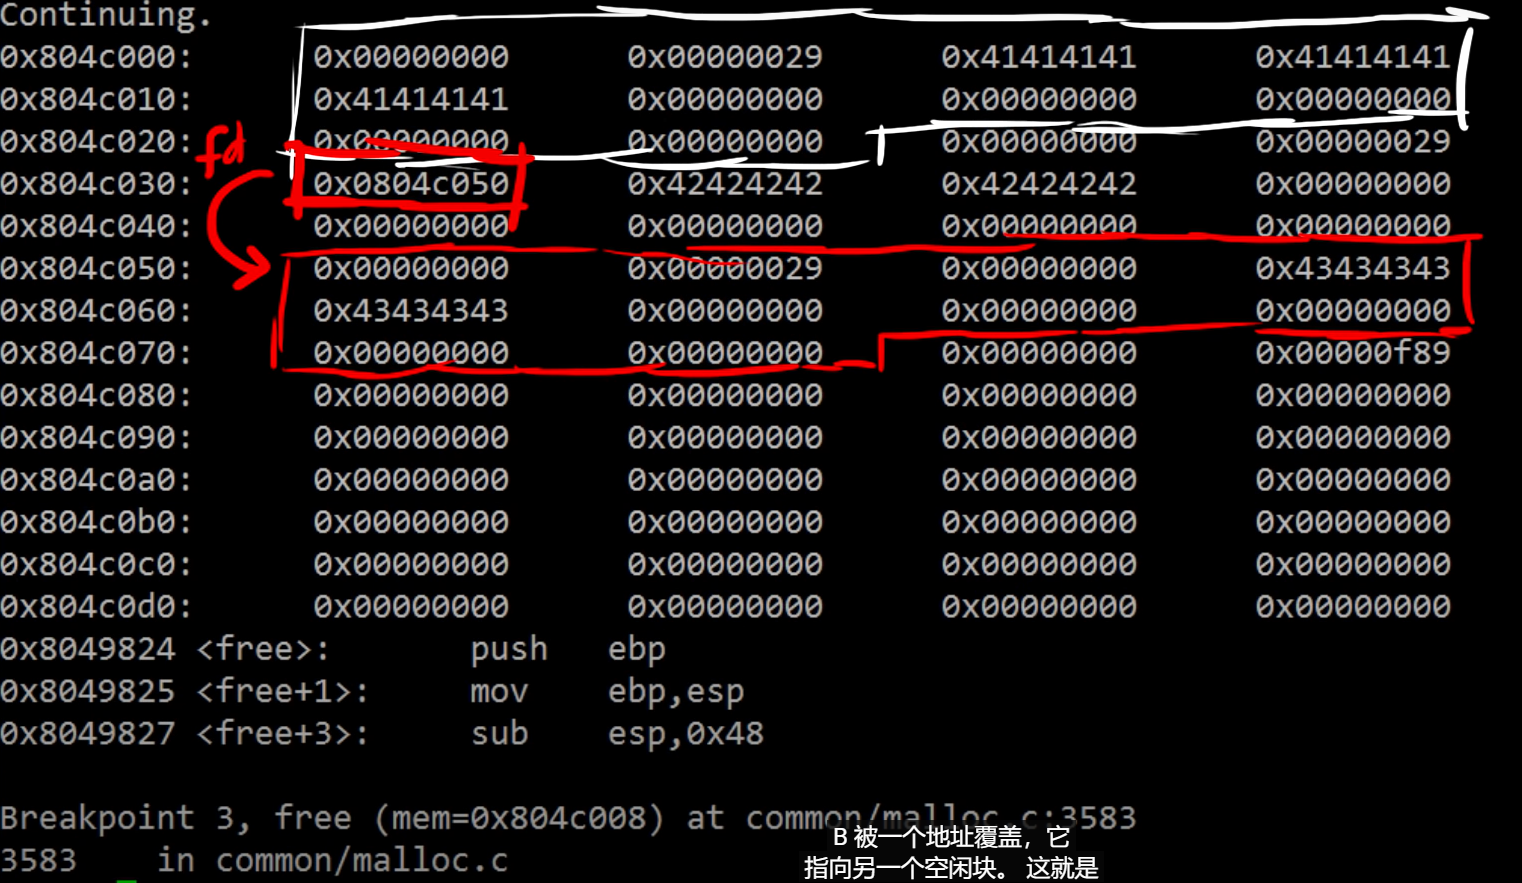 Continuing.
0x804c000: 0x00000000 0x00000029 0x41414141 0x41414141
0x804c010: 0x41414141 0x00000000 0x00000000 0x00000000
0x804c020: 0x00000000 0x00000000 0x00000000 0x00000029
fd
0x804c030: 0x0804c050 0x42424242 0x42424242 0x00000000
0x804c040: 0x00000000 0x00000000 0x00000000 0x00000000
0x804c050: 0x00000000 0x00000029 0x00000000 0x43434343
0x804c060: 0x43434343 0x00000000 0x00000000 0x00000000
0x804c070: 0x00000000 0x00000000 0x00000000 0x00000f89
0x804c080: 0x00000000 0x00000000 0x00000000 0x00000000
0x804c090: 0x00000000 0x00000000 0x00000000 0x00000000
0x804c0a0: 0x00000000 0x00000000 0x00000000 0x00000000
0x804c0b0: 0x00000000 0x00000000 0x00000000 0x00000000
0x804c0c0: 0x00000000 0x00000000 0x00000000 0x00000000
0x804c0d0: 0x00000000 0x00000000 0x00000000 0x00000000
0x8049824 <free>: push ebp
0x8049825 <free+1>: mov ebp,esp
0x8049827 <free+3>: sub esp,0x48
Breakpoint 3, free (mem=0x804c008) at common/malloc.c:3583
3583 in common/malloc.c
B 被一个地址覆盖，它
指向另一个空闲块。 这就是